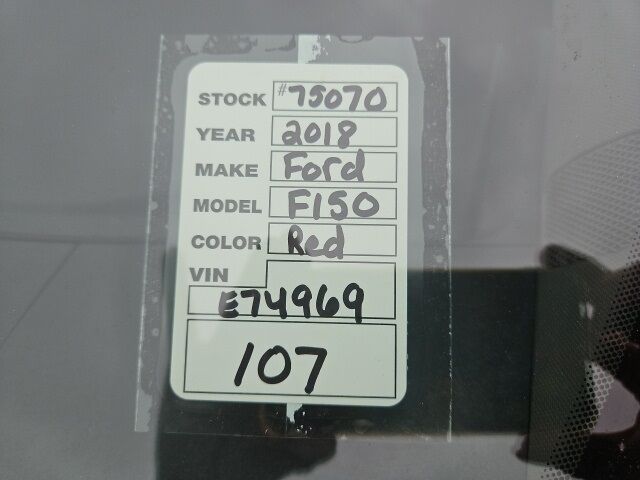 STOCK #75070
YEAR 2018
MAKE Ford
MODEL F150
COLOR Red
VIN
E74969
107